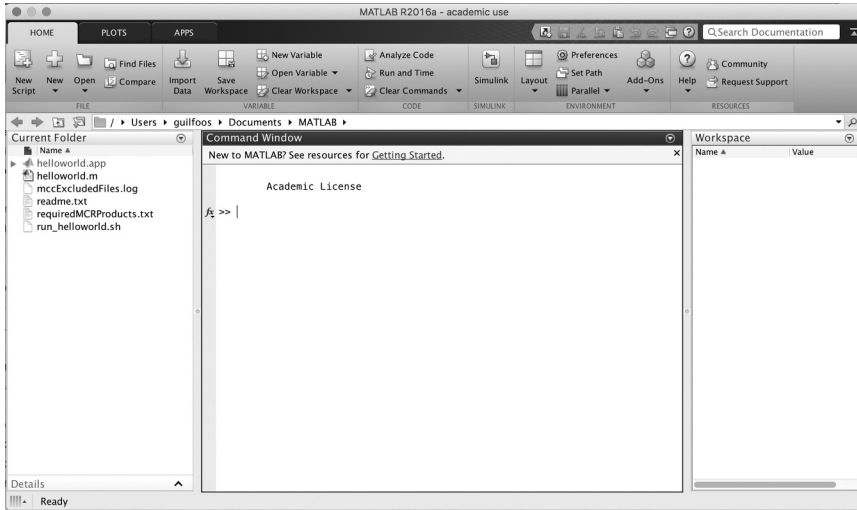 MATLAB R2016a - academic use
HOME PLOTS APPS
Search Documentation
New Script
New
Open
Find Files
Compare
Import Data
Save Workspace
New Variable
Open Variable
Clear Workspace
Analyze Code
Run and Time
Clear Commands
Simulink
Layout
Preferences
Set Path
Parallel
Add-Ons
Help
Community
Request Support
FILE VARIABLE CODE SIMULINK ENVIRONMENT RESOURCES
/ Users guilfoos Documents MATLAB
Current Folder
Name
helloworld.app
helloworld.m
mccExcludedFiles.log
readme.txt
requiredMCRProducts.txt
run_helloworld.sh
Details
Command Window
New to MATLAB? See resources for Getting Started.
Academic License
fx >>
Workspace
Name Value
Ready